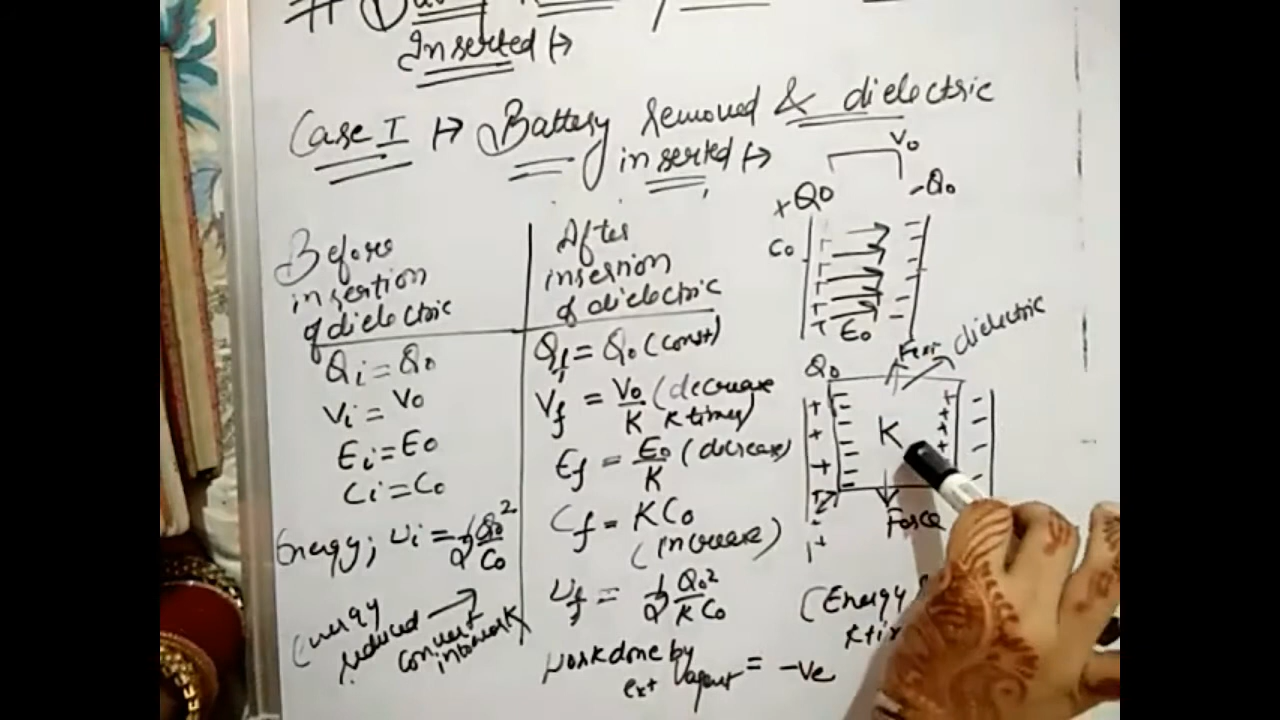 Inserted :→
Case I :→ Battery removed & dielectric
inserted :→
Before
insertion
of dielectric
Qi = Q0
Vi = V0
Ei = E0
Ci = C0
Energy; Ui = 1/2 Q0²/C0
(Energy
reduced →
convert
into work
After
insertion
of dielectric
Qf = Q0 (const)
Vf = V0/K (decrease
K times)
Ef = E0/K (decrease)
Cf = KC0
(increase)
Uf = 1/2 Q0²/KC0
work done by
ext agent = -ve
V0
+Q0
-Q0
C0
E0
Q0
Fext
dielectric
K
Force
(Energy